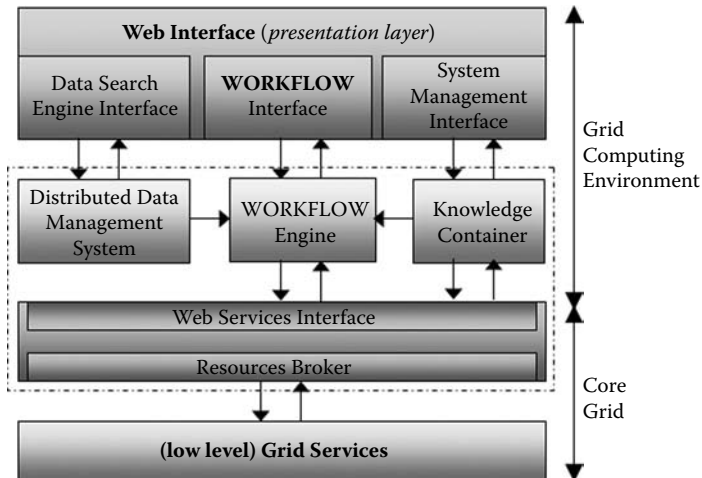 Web Interface (presentation layer)
Data Search
Engine Interface
WORKFLOW
Interface
System
Management
Interface
Grid
Computing
Environment
Distributed Data
Management
System
WORKFLOW
Engine
Knowledge
Container
Web Services Interface
Resources Broker
Core
Grid
(low level) Grid Services